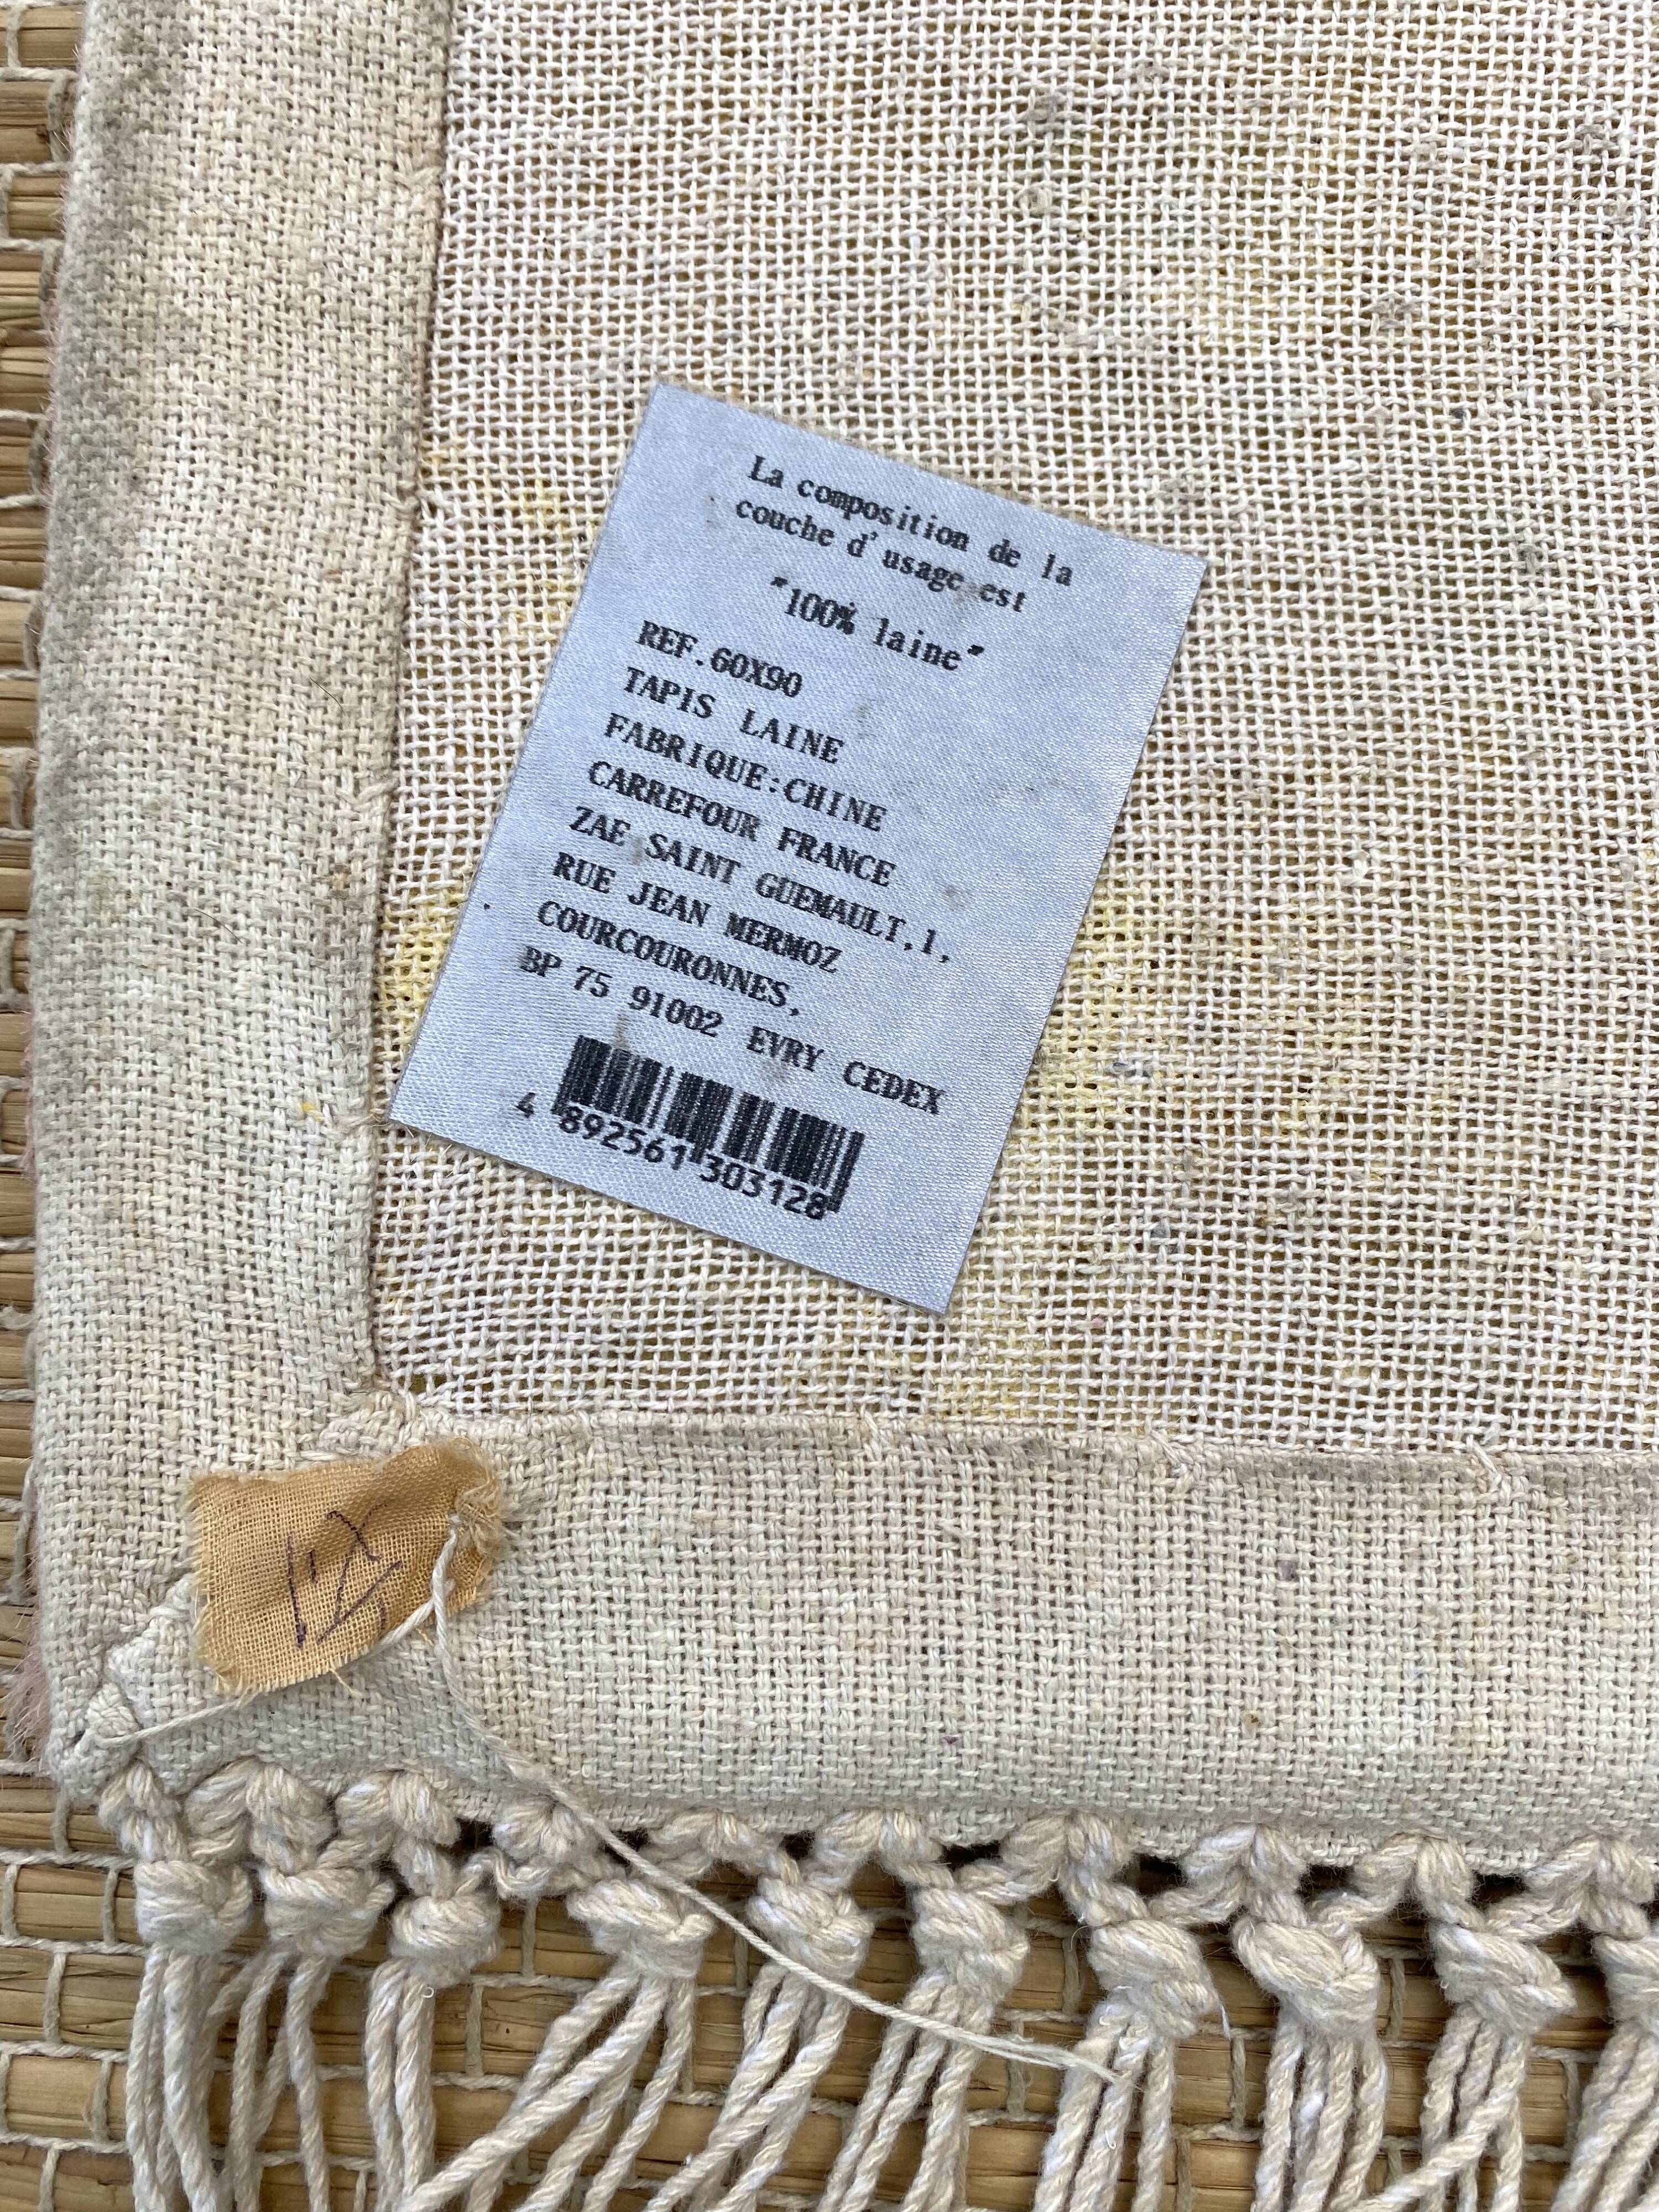 La composition de la
couche d'usage est
"100% laine"
REF.60X90
TAPIS LAINE
FABRIQUE:CHINE
CARREFOUR FRANCE
ZAE SAINT GUEMAULT.1,
RUE JEAN MERMOZ
COURCOURONNES,
BP 75 91002 EVRY CEDEX
4 892561 303128